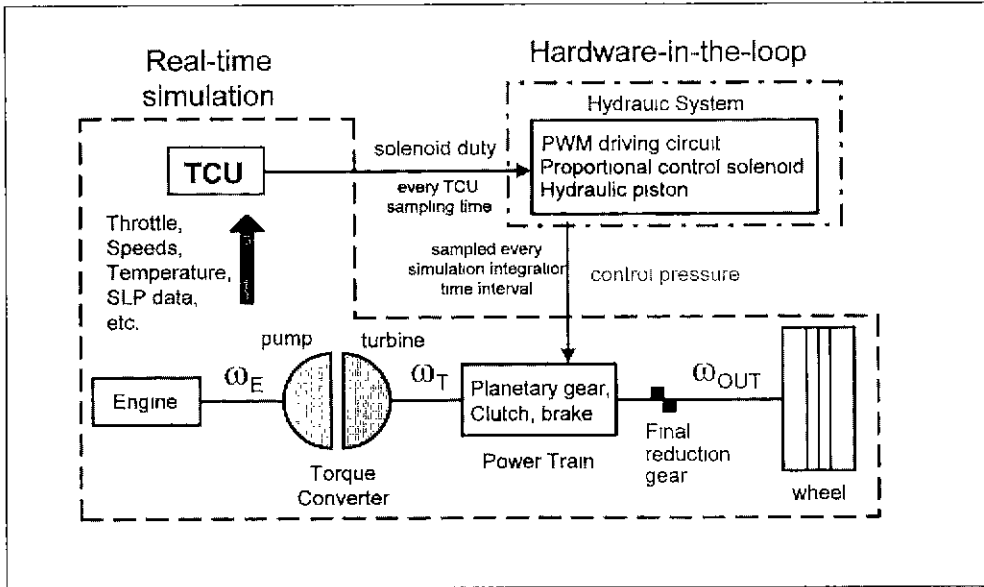 Real-time
simulation
Hardware-in-the-loop
Hydrauic System
PWM driving circuit
Proportional control solenoid
Hydraulic piston
TCU
solenoid duty
every TCU
sampling time
Throttle,
Speeds,
Temperature,
SLP data,
etc.
sampled every
simulation integration
time interval
control pressure
pump
turbine
Engine
ωE
ωT
Planetary gear,
Clutch, brake
ωOUT
Torque
Converter
Power Train
Final
reduction
gear
wheel